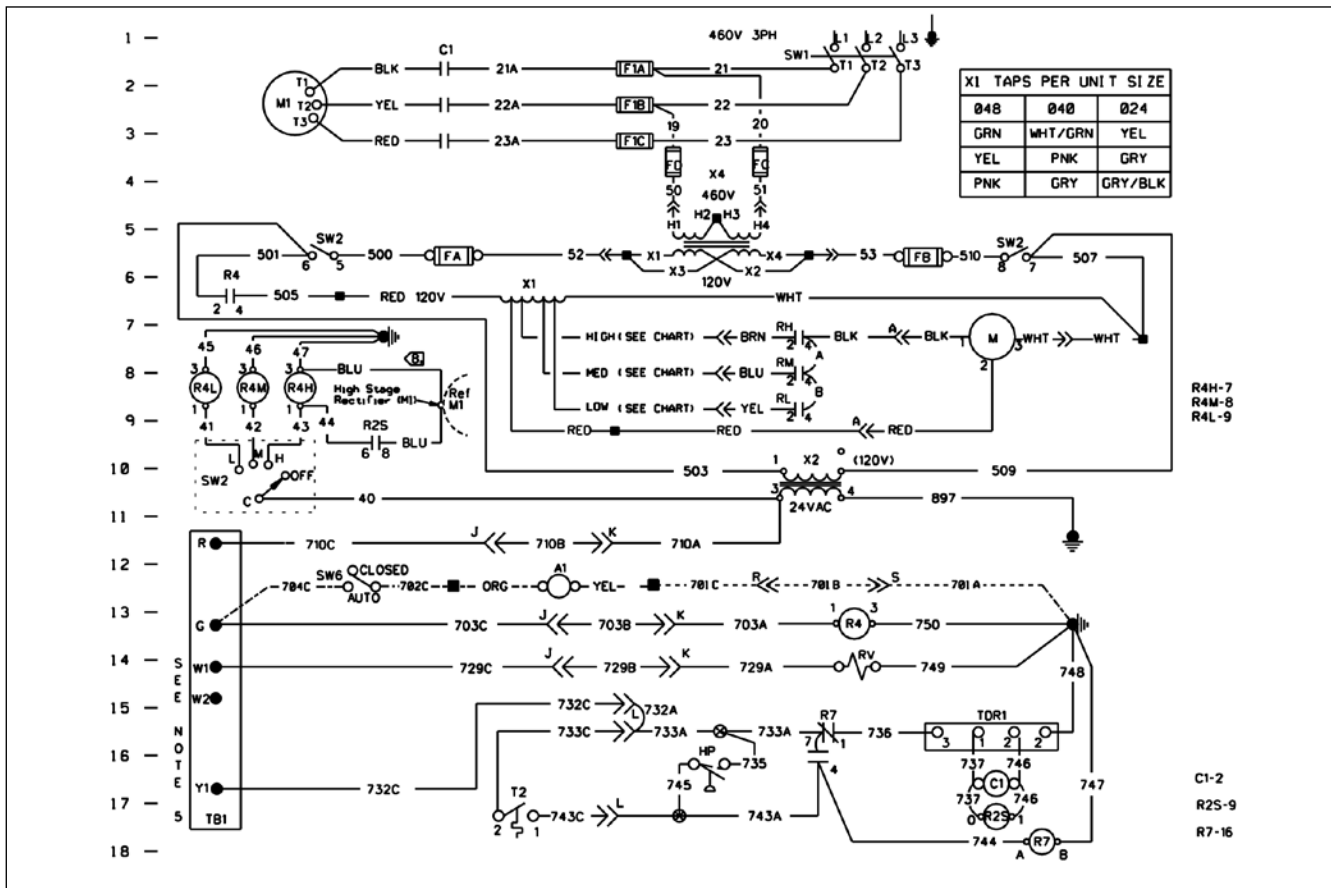 1 — 460V 3PH L1 L2 L3
C1 SW1
T1 BLK 21A F1A 21 T1 T2 T3
2 —
M1 T2 YEL 22A F1B 22
T3 19 20
3 — RED 23A F1C 23
FD FC
X4
4 — 50 460V 51
H2 H3
5 — H1 H4
501 SW2 500 FA 52 X1 X4 53 FB 510 SW2 507
6 5 8 7
X3 X2
6 — 120V
R4 505 RED 120V X1 WHT
2 4
7 —
45 46 47 HIGH (SEE CHART) BRN RH 2 4 BLK A BLK 1 M 3 WHT WHT
B. A
3 3 3 BLU 2
8 — R4L R4M R4H MED (SEE CHART) BLU RM 2 4
High Stage
Rectifier (M1)
Ref
M1
B
1 1 1 LOW (SEE CHART) YEL RL 2 4
9 — 41 42 43 44 R2S RED RED A RED
6 8 BLU
L M H
10 — SW2 503 1 X2 (120V) 509
OFF
C 40 3 4 897
24VAC
11 —
R 710C J 710B K 710A
12 —
704C SW6 CLOSED 702C ORG A1 YEL 701C R 701B S 701A
AUTO
13 — G 703C J 703B K 703A 1 R4 3 750
14 — W1 729C J 729B K 729A RV 749
748
15 — W2 732C 732A
L
733C 733A 733A R7 736 TDR1
7 1 3 1 2 2
16 — HP 735 737 746
745 4
Y1 732C C1
747
17 — T2 737 746
2 1 743C L 743A 0 R2S 1
TB1
18 — 744 A R7 B
SEE NOTE 5
X1 TAPS PER UNIT SIZE
048 040 024
GRN WHT/GRN YEL
YEL PNK GRY
PNK GRY GRY/BLK
R4H-7
R4M-8
R4L-9
C1-2
R2S-9
R7-16